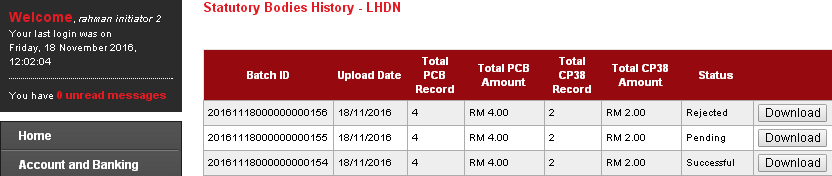 Welcome, rahman initiator 2
Your last login was on
Friday, 18 November 2016,
12:02:04
You have 0 unread messages
Home
Account and Banking
Statutory Bodies History - LHDN
Batch ID Upload Date Total PCB Record Total PCB Amount Total CP38 Record Total CP38 Amount Status
20161118000000000156 18/11/2016 4 RM 4.00 2 RM 2.00 Rejected Download
20161118000000000155 18/11/2016 4 RM 4.00 2 RM 2.00 Pending Download
20161118000000000154 18/11/2016 4 RM 4.00 2 RM 2.00 Successful Download